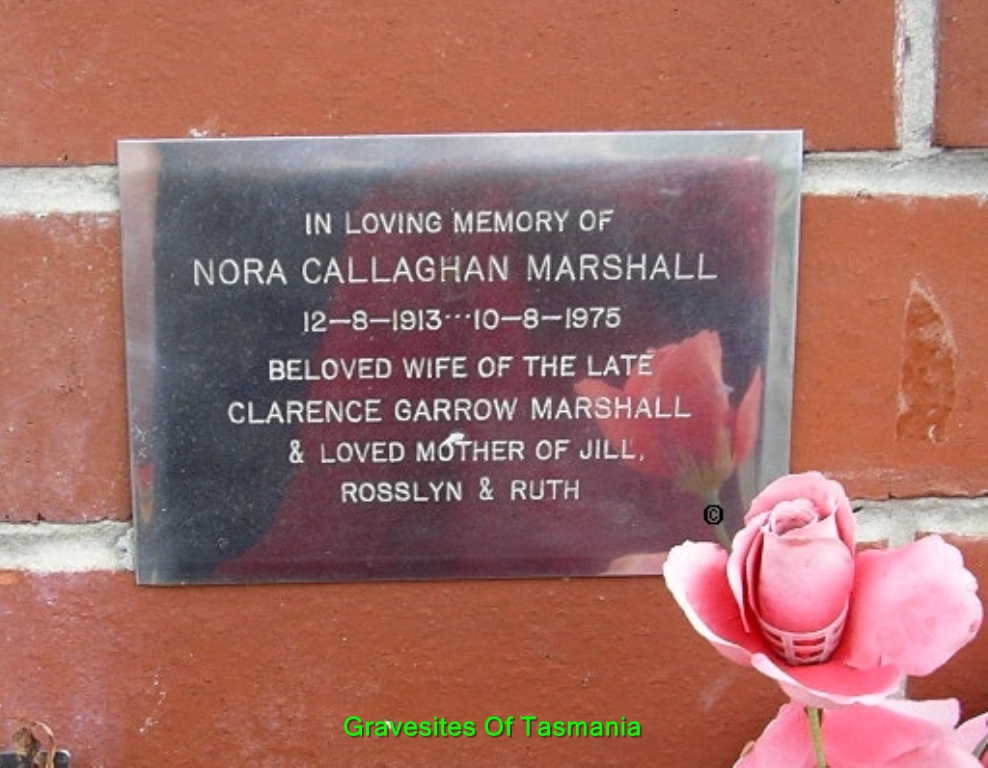 IN LOVING MEMORY OF
NORA CALLAGHAN MARSHALL
12-8-1913···10-8-1975
BELOVED WIFE OF THE LATE
CLARENCE GARROW MARSHALL
& LOVED MOTHER OF JILL,
ROSSLYN & RUTH
©
Gravesites Of Tasmania